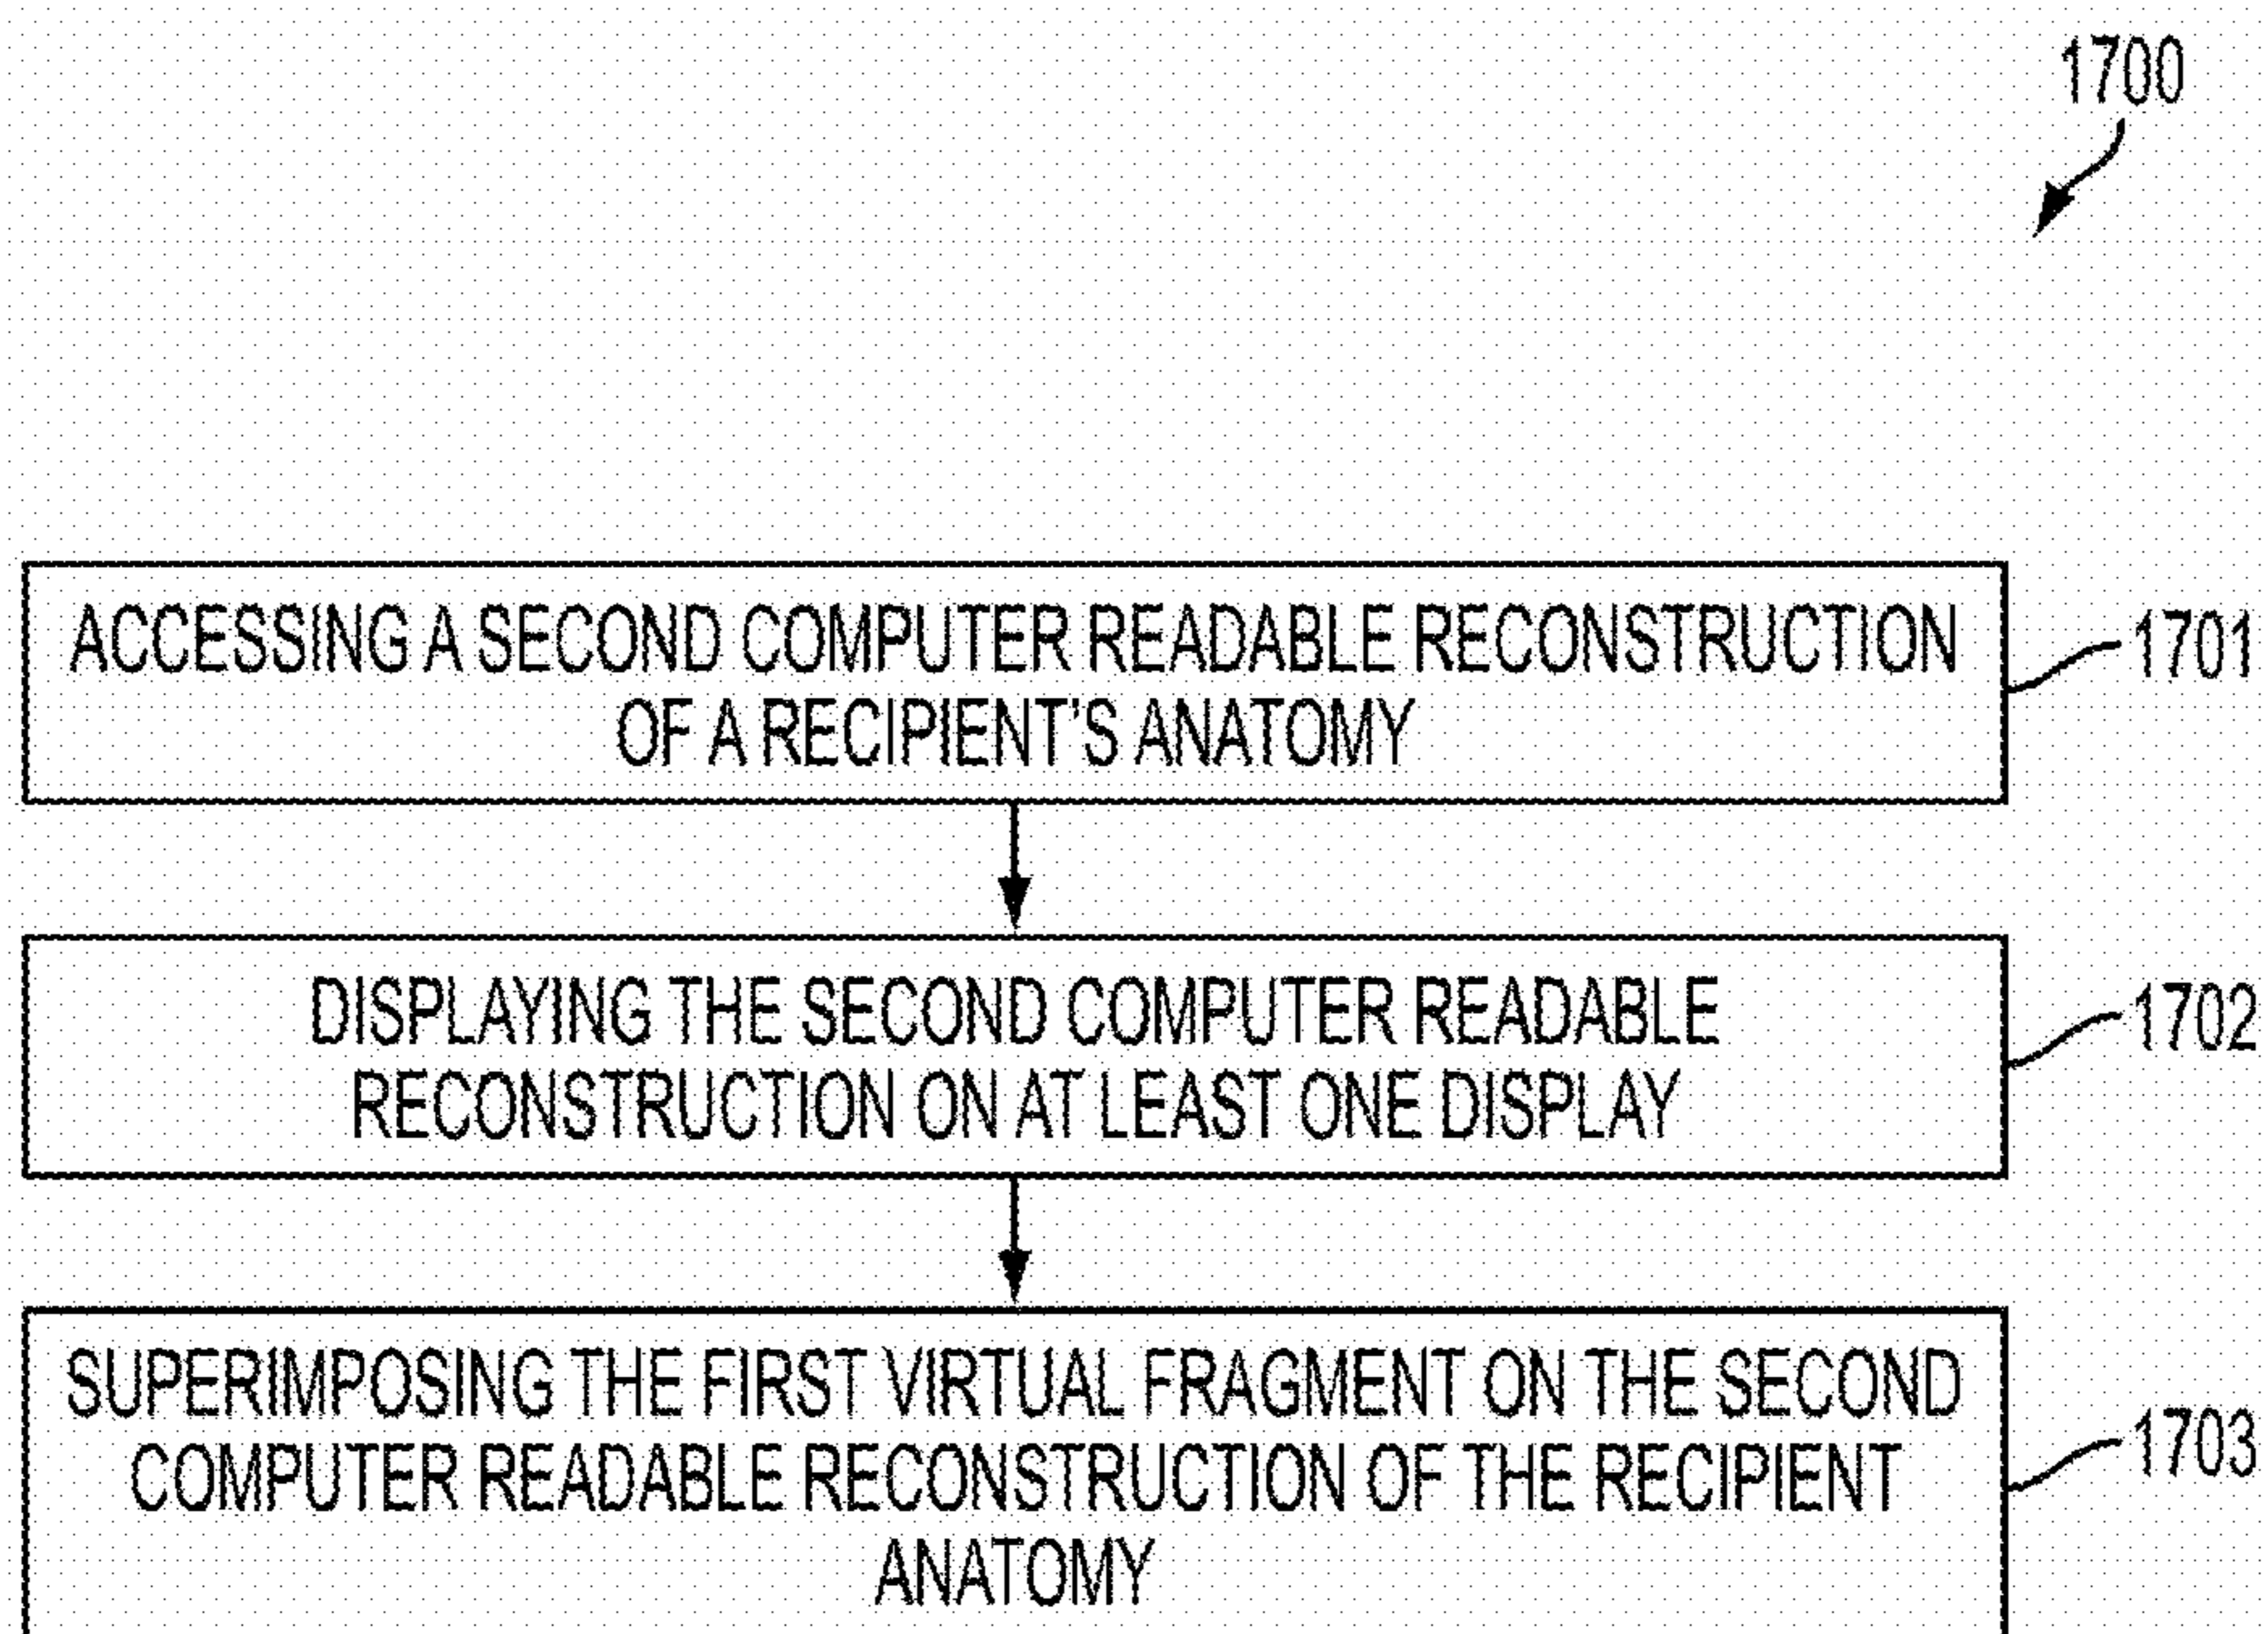 1700
ACCESSING A SECOND COMPUTER READABLE RECONSTRUCTION
OF A RECIPIENT'S ANATOMY
1701
DISPLAYING THE SECOND COMPUTER READABLE
RECONSTRUCTION ON AT LEAST ONE DISPLAY
1702
SUPERIMPOSING THE FIRST VIRTUAL FRAGMENT ON THE SECOND
COMPUTER READABLE RECONSTRUCTION OF THE RECIPIENT
ANATOMY
1703